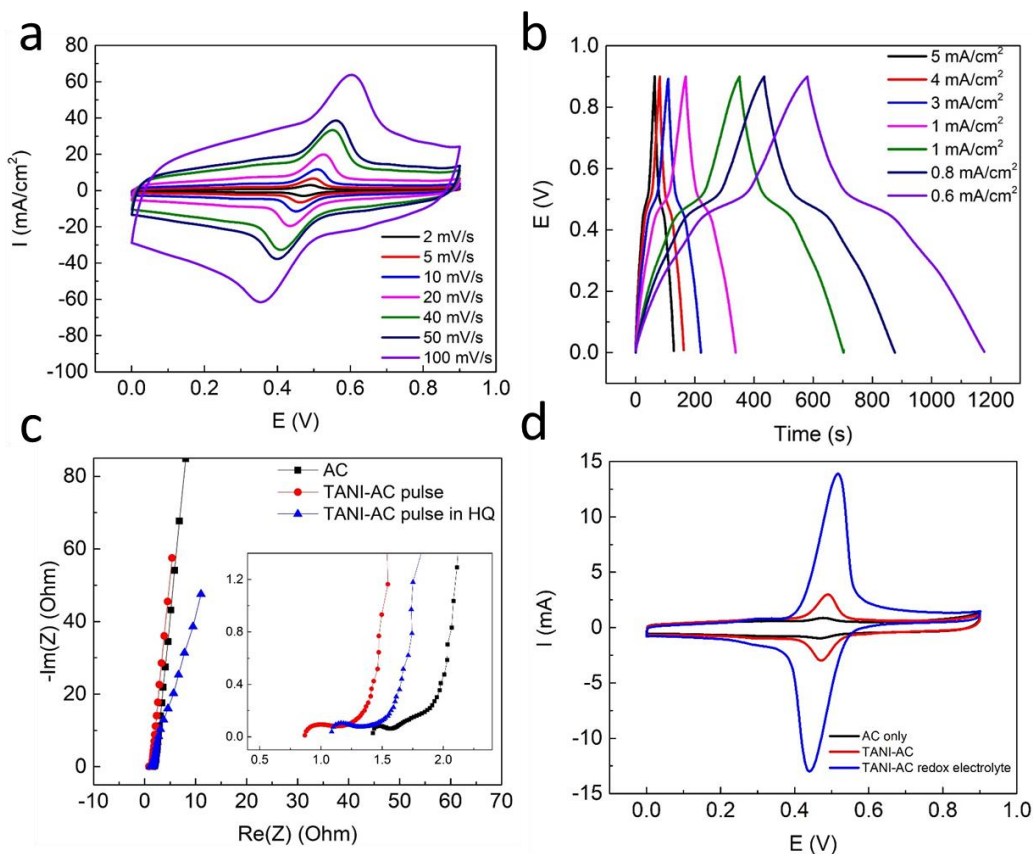 a
80
60
40
20
0
-20
-40
-60
-80
-100
I (mA/cm²)
0.0 0.2 0.4 0.6 0.8 1.0
E (V)
2 mV/s
5 mV/s
10 mV/s
20 mV/s
40 mV/s
50 mV/s
100 mV/s
b
1.0
0.8
0.6
0.4
0.2
0.0
E (V)
0 200 400 600 800 1000 1200
Time (s)
5 mA/cm²
4 mA/cm²
3 mA/cm²
1 mA/cm²
1 mA/cm²
0.8 mA/cm²
0.6 mA/cm²
c
80
60
40
20
0
-Im(Z) (Ohm)
-10 0 10 20 30 40 50 60 70
Re(Z) (Ohm)
AC
TANI-AC pulse
TANI-AC pulse in HQ
1.2
0.8
0.4
0.0
0.5 1.0 1.5 2.0
d
15
10
5
0
-5
-10
-15
I (mA)
0.0 0.2 0.4 0.6 0.8 1.0
E (V)
AC only
TANI-AC
TANI-AC redox electrolyte